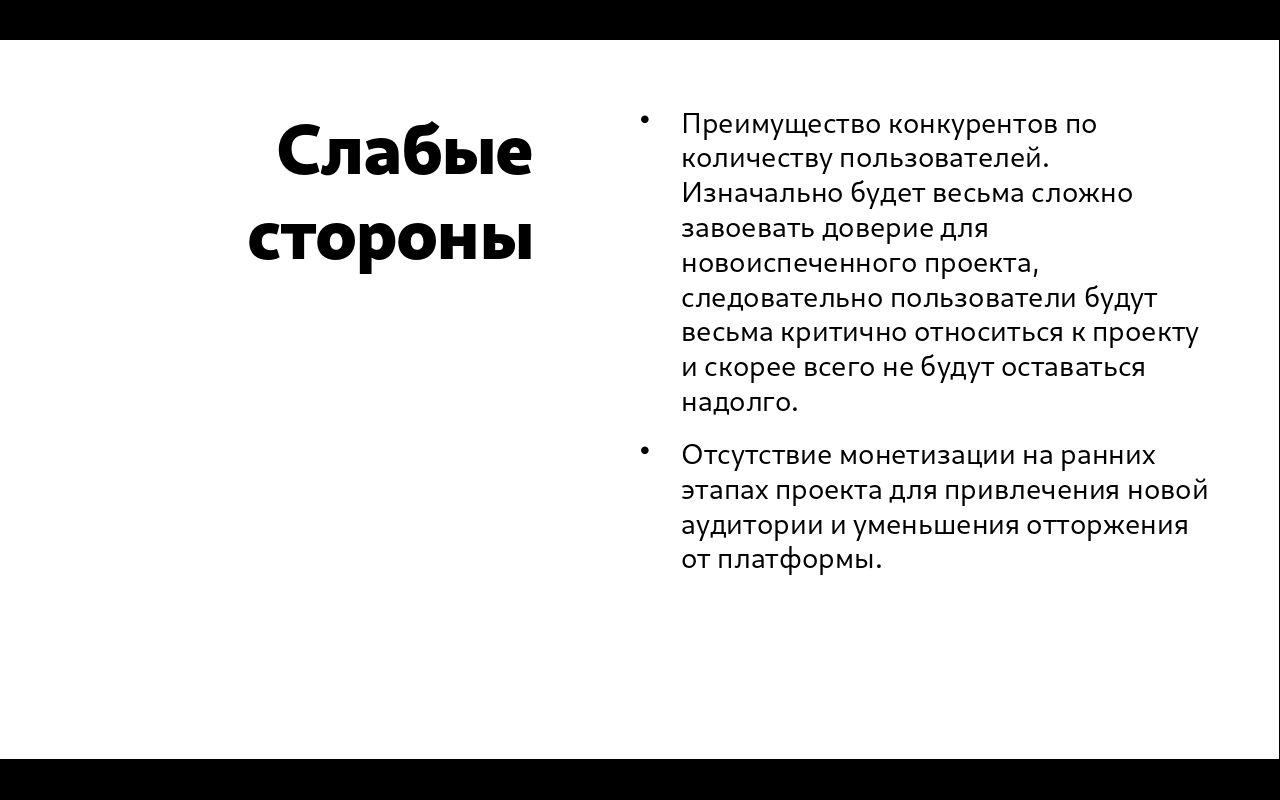 Слабые
стороны
• Преимущество конкурентов по
количеству пользователей.
Изначально будет весьма сложно
завоевать доверие для
новоиспеченного проекта,
следовательно пользователи будут
весьма критично относиться к проекту
и скорее всего не будут оставаться
надолго.
• Отсутствие монетизации на ранних
этапах проекта для привлечения новой
аудитории и уменьшения отторжения
от платформы.